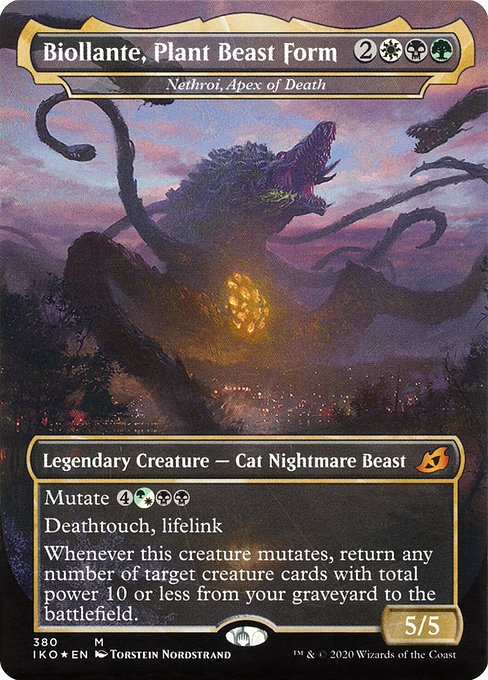 Biollante, Plant Beast Form 2
Nethroi, Apex of Death
Legendary Creature — Cat Nightmare Beast
Mutate 4
Deathtouch, lifelink
Whenever this creature mutates, return any
number of target creature cards with total
power 10 or less from your graveyard to the
battlefield.
5/5
380 M
IKO★EN Torstein Nordstrand
™ & © 2020 Wizards of the Coast